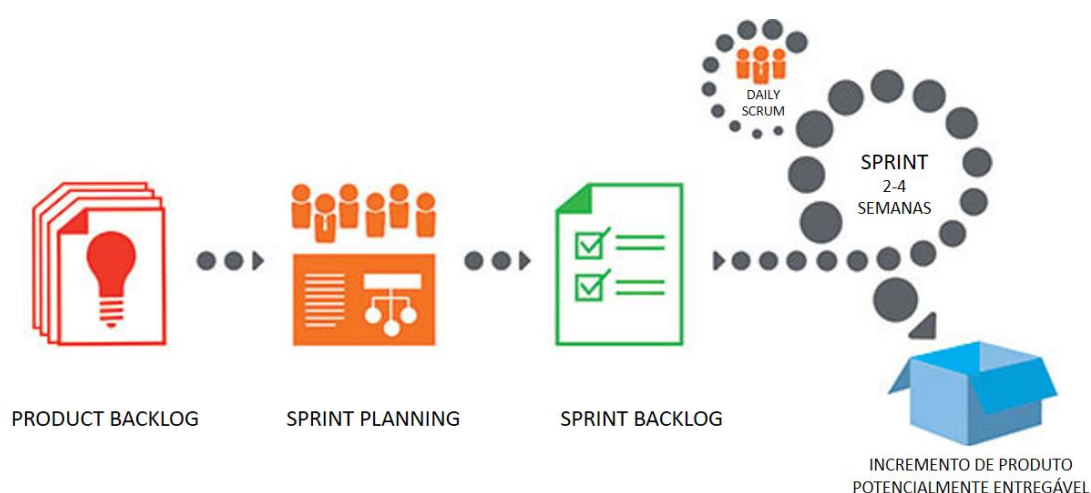 DAILY
SCRUM
SPRINT
2-4
SEMANAS
PRODUCT BACKLOG
SPRINT PLANNING
SPRINT BACKLOG
INCREMENTO DE PRODUTO
POTENCIALMENTE ENTREGÁVEL